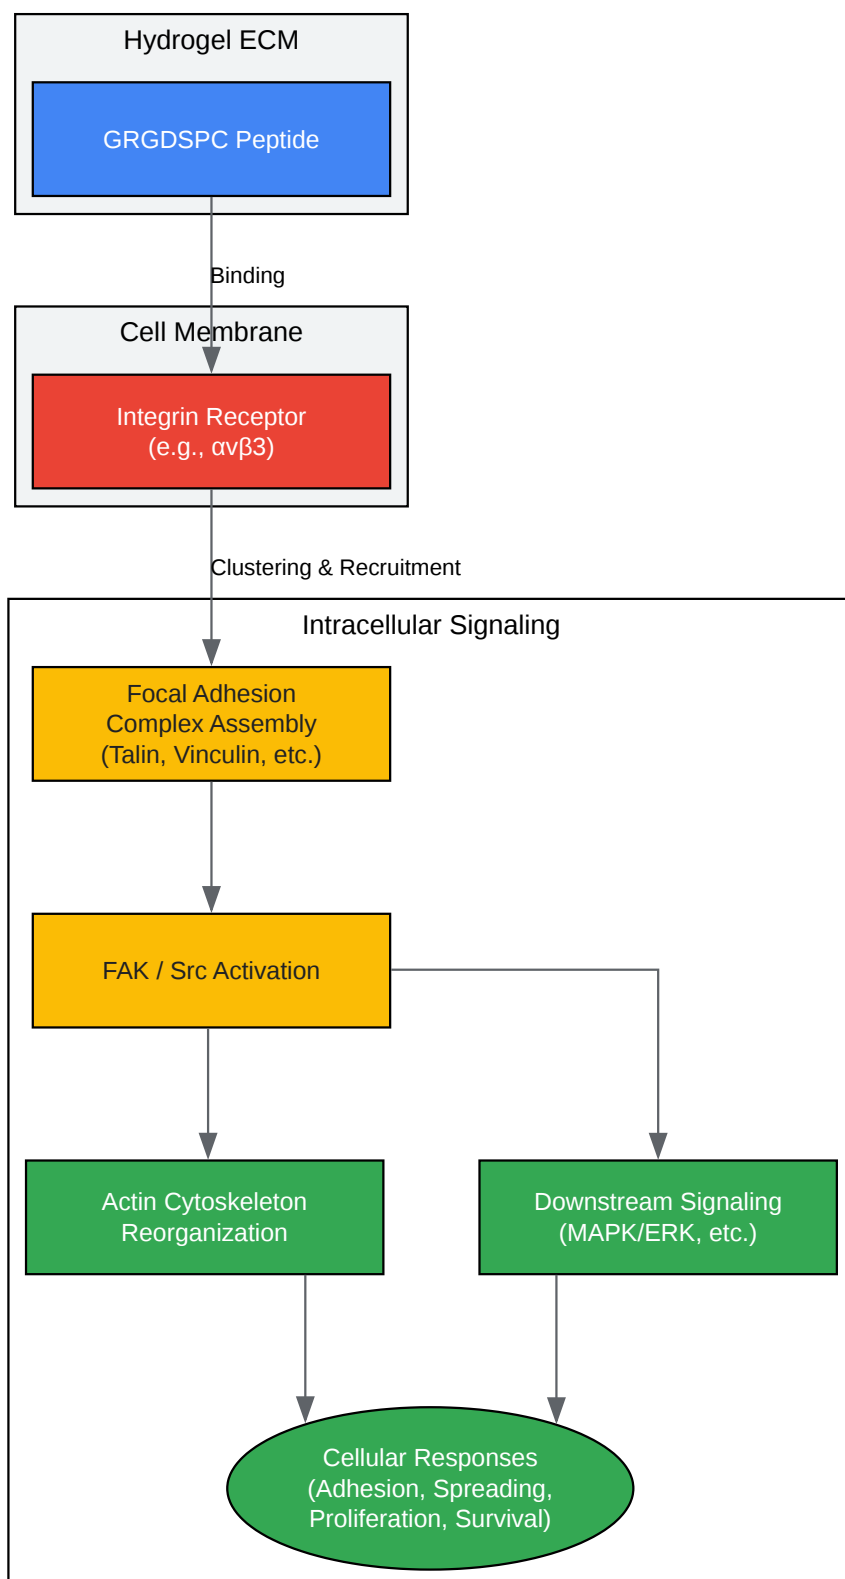 Hydrogel ECM
GRGDSPC Peptide
Binding
Cell Membrane
Integrin Receptor
(e.g., αvβ3)
Clustering & Recruitment
Intracellular Signaling
Focal Adhesion
Complex Assembly
(Talin, Vinculin, etc.)
FAK / Src Activation
Actin Cytoskeleton
Reorganization
Downstream Signaling
(MAPK/ERK, etc.)
Cellular Responses
(Adhesion, Spreading,
Proliferation, Survival)